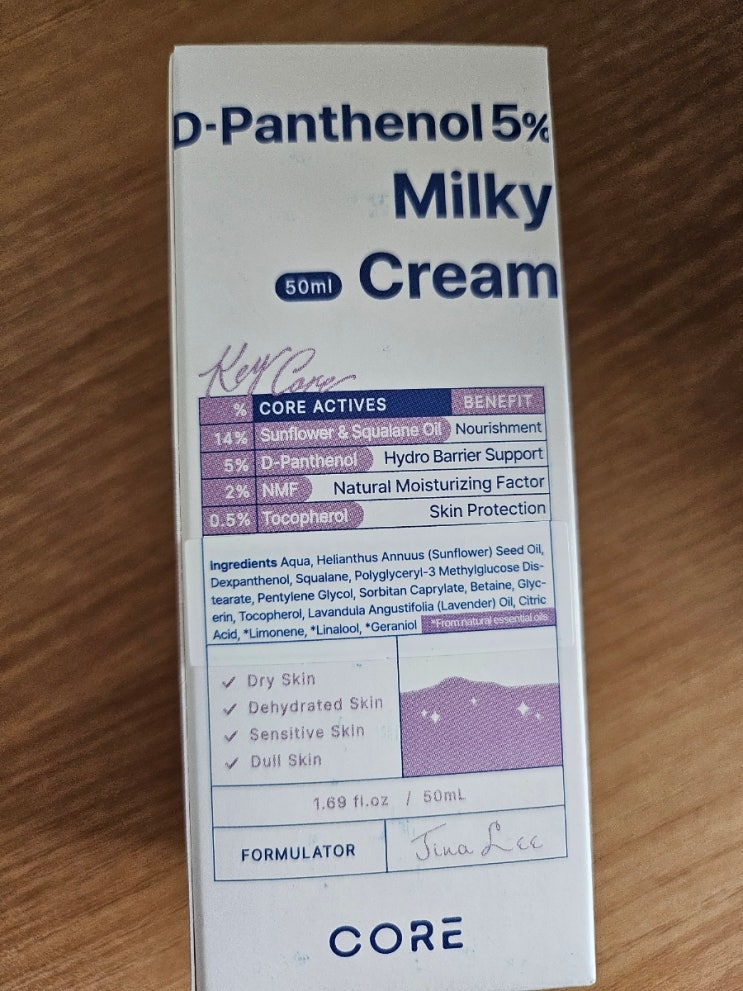 D-Panthenol 5%
Milky
50ml Cream
Key Care
% CORE ACTIVES BENEFIT
14% Sunflower & Squalane Oil Nourishment
5% D-Panthenol Hydro Barrier Support
2% NMF Natural Moisturizing Factor
0.5% Tocopherol Skin Protection
Ingredients Aqua, Helianthus Annuus (Sunflower) Seed Oil,
Dexpanthenol, Squalane, Polyglyceryl-3 Methylglucose Dis-
tearate, Pentylene Glycol, Sorbitan Caprylate, Betaine, Glyc-
erin, Tocopherol, Lavandula Angustifolia (Lavender) Oil, Citric
Acid, *Limonene, *Linalool, *Geraniol *From natural essential oils
✓ Dry Skin
✓ Dehydrated Skin
✓ Sensitive Skin
✓ Dull Skin
1.69 fl.oz / 50mL
FORMULATOR Jina Lee
CORE